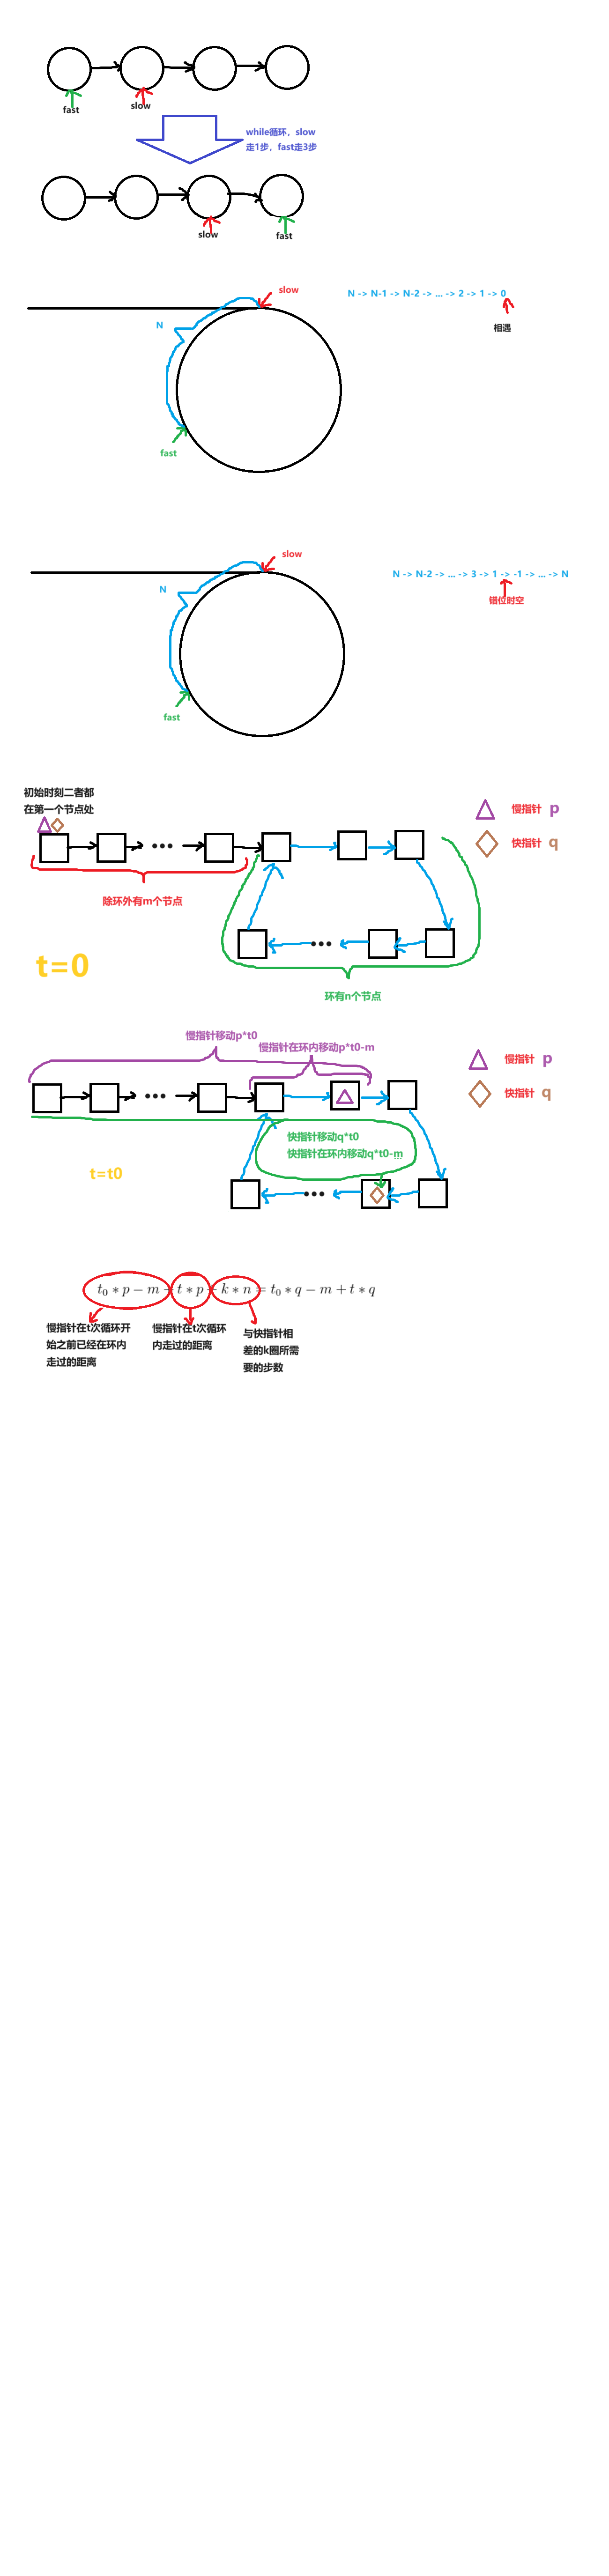 fast
slow
while循环，slow
走1步，fast走3步
slow
fast
slow
N -> N-1 -> N-2 -> ... -> 2 -> 1 -> 0
相遇
N
fast
slow
N -> N-2 -> ... -> 3 -> 1 -> -1 -> ... -> N
错位时空
N
fast
初始时刻二者都
在第一个节点处
慢指针 p
快指针 q
除环外有m个节点
t=0
环有n个节点
慢指针移动p*t0
慢指针在环内移动p*t0-m
慢指针 p
快指针 q
快指针移动q*t0
快指针在环内移动q*t0-m
t=t0
t₀ * p − m + t * p + k * n = t₀ * q − m + t * q
慢指针在t次循环开
始之前已经在环内
走过的距离
慢指针在t次循环
内走过的距离
与快指针相
差的k圈所需
要的步数